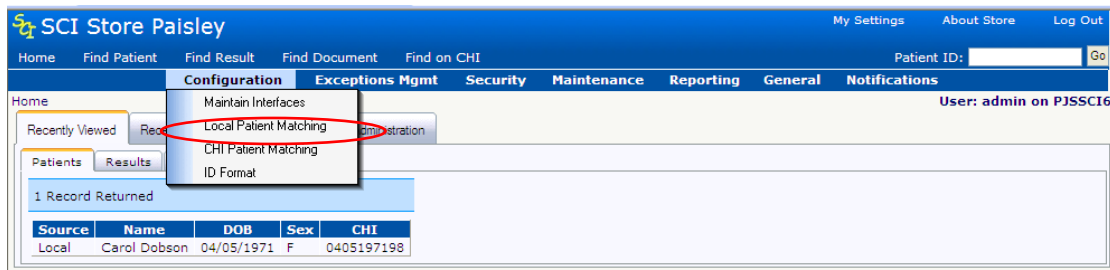 SCI Store Paisley
My Settings About Store Log Out
Home Find Patient Find Result Find Document Find on CHI Patient ID: Go
Configuration Exceptions Mgmt Security Maintenance Reporting General Notifications
Home User: admin on PJSSCI6
Maintain Interfaces
Recently Viewed Rec Local Patient Matching dministration
CHI Patient Matching
Patients Results
ID Format
1 Record Returned
Source Name DOB Sex CHI
Local Carol Dobson 04/05/1971 F 0405197198